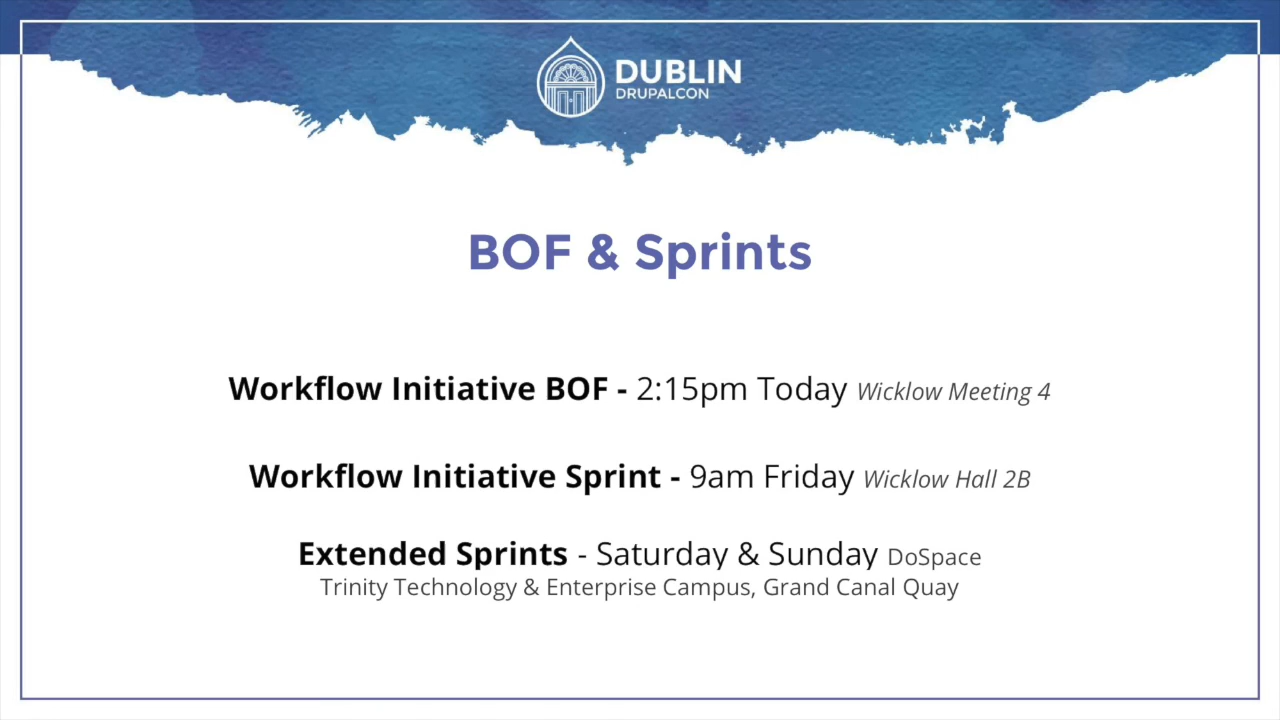 DUBLIN
DRUPALCON
BOF & Sprints
Workflow Initiative BOF - 2:15pm Today Wicklow Meeting 4
Workflow Initiative Sprint - 9am Friday Wicklow Hall 2B
Extended Sprints - Saturday & Sunday DoSpace
Trinity Technology & Enterprise Campus, Grand Canal Quay